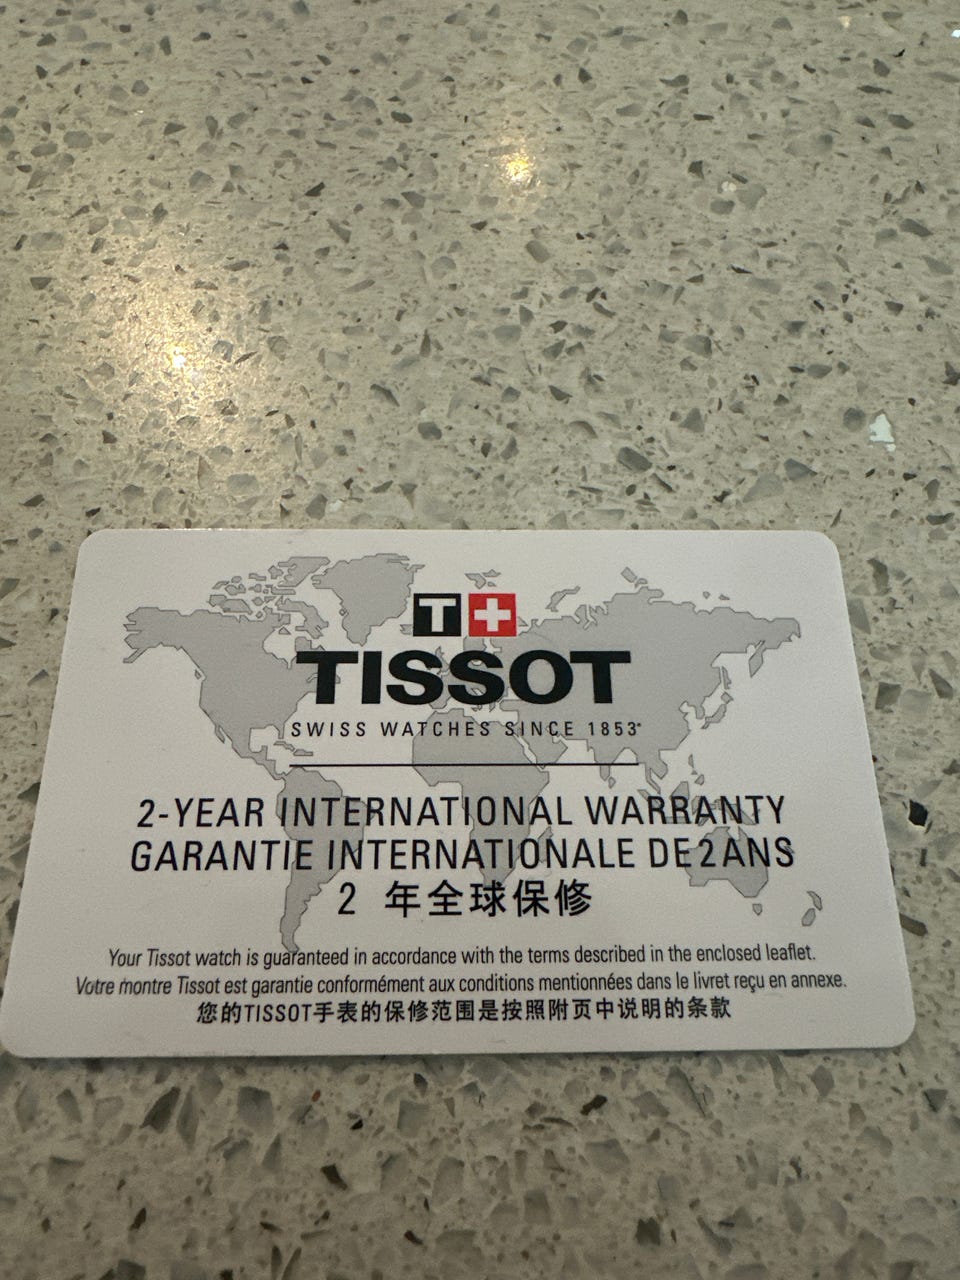 T+
TISSOT
SWISS WATCHES SINCE 1853
2-YEAR INTERNATIONAL WARRANTY
GARANTIE INTERNATIONALE DE 2 ANS
2 年全球保修
Your Tissot watch is guaranteed in accordance with the terms described in the enclosed leaflet.
Votre montre Tissot est garantie conformément aux conditions mentionnées dans le livret reçu en annexe.
您的TISSOT手表的保修范围是按照附页中说明的条款